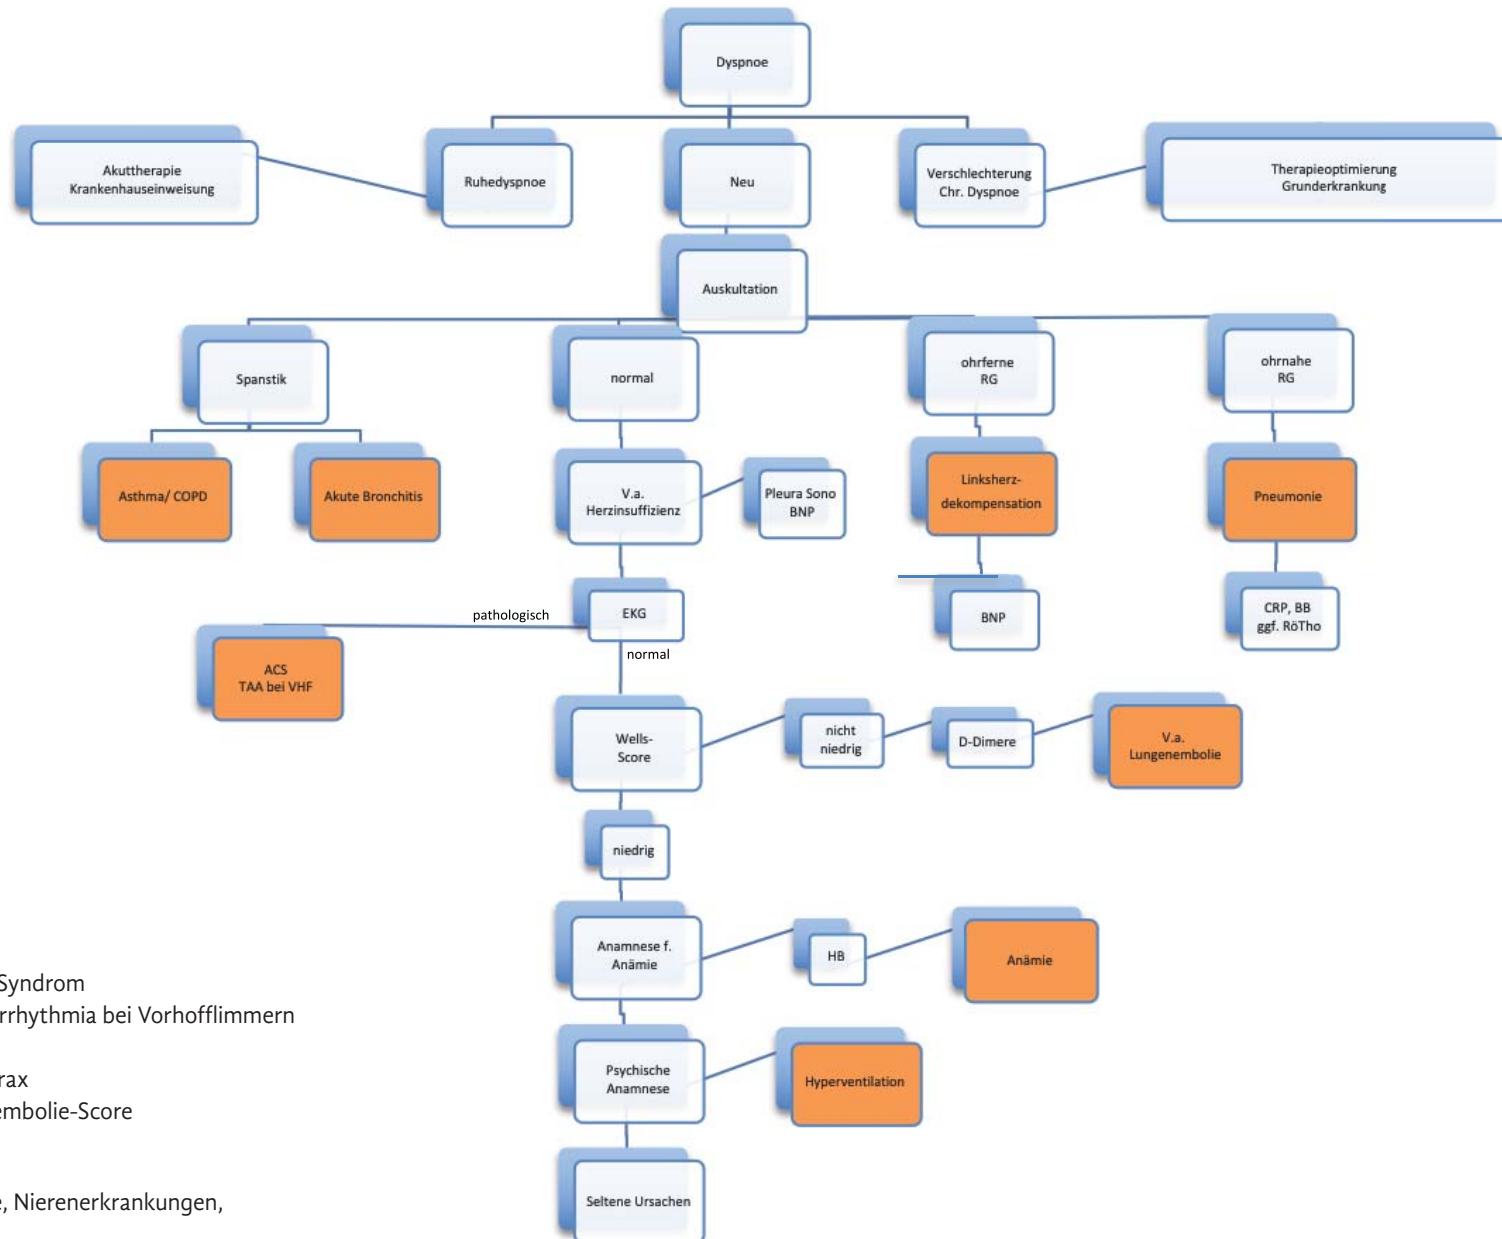 Dyspnoe
Akuttherapie
Krankenhauseinweisung
Ruhedyspnoe
Neu
Verschlechterung
Chr. Dyspnoe
Therapieoptimierung
Grunderkrankung
Auskultation
Spanstik
normal
ohrferne
RG
ohrnahe
RG
Asthma/ COPD
Akute Bronchitis
V.a.
Herzinsuffizienz
Pleura Sono
BNP
Linksherz-
dekompensation
Pneumonie
pathologisch
EKG
normal
BNP
CRP, BB
ggf. RöTho
ACS
TAA bei VHF
Wells-
Score
nicht
niedrig
D-Dimere
V.a.
Lungenembolie
niedrig
Anamnese f.
Anämie
HB
Anämie
Psychische
Anamnese
Hyperventilation
Seltene Ursachen
Syndrom
rrhythmia bei Vorhofflimmern
rax
embolie-Score
e, Nierenerkrankungen,